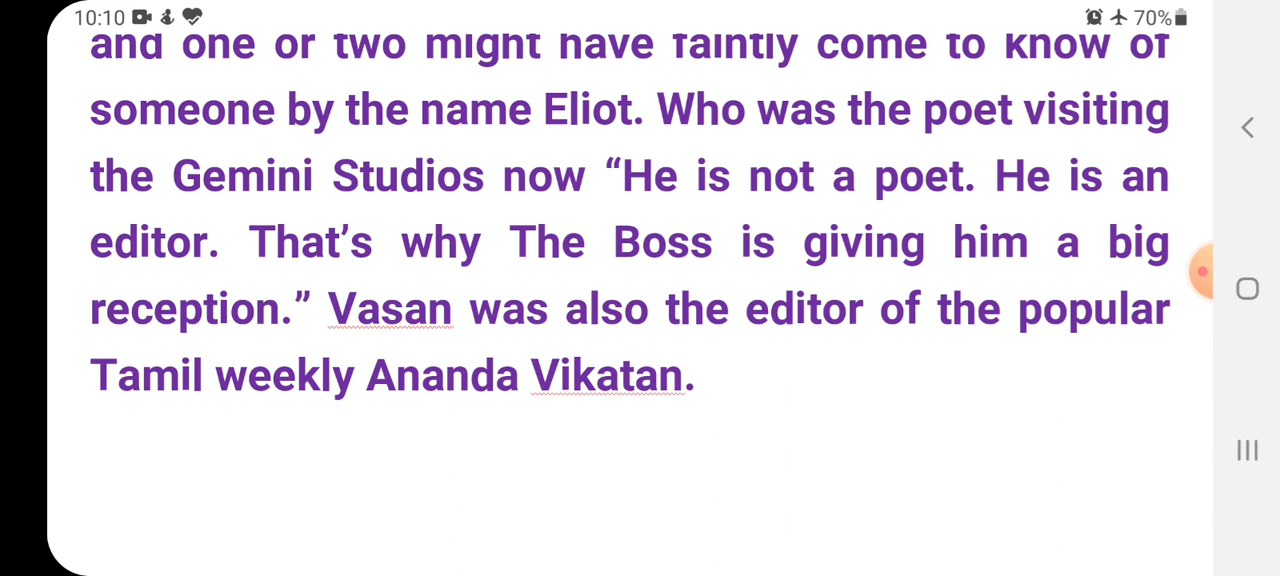 10:10
70%
and one or two might have faintly come to know of
someone by the name Eliot. Who was the poet visiting
the Gemini Studios now “He is not a poet. He is an
editor. That’s why The Boss is giving him a big
reception.” Vasan was also the editor of the popular
Tamil weekly Ananda Vikatan.